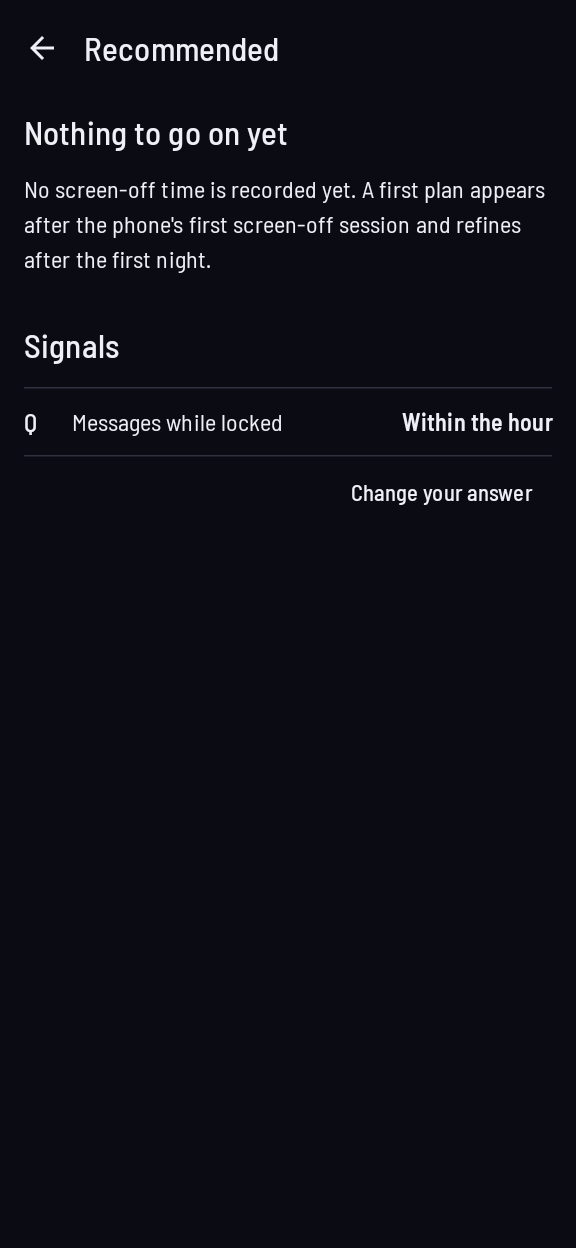 Recommended
Nothing to go on yet
No screen-off time is recorded yet. A first plan appears
after the phone's first screen-off session and refines
after the first night.
Signals
Q Messages while locked Within the hour
Change your answer